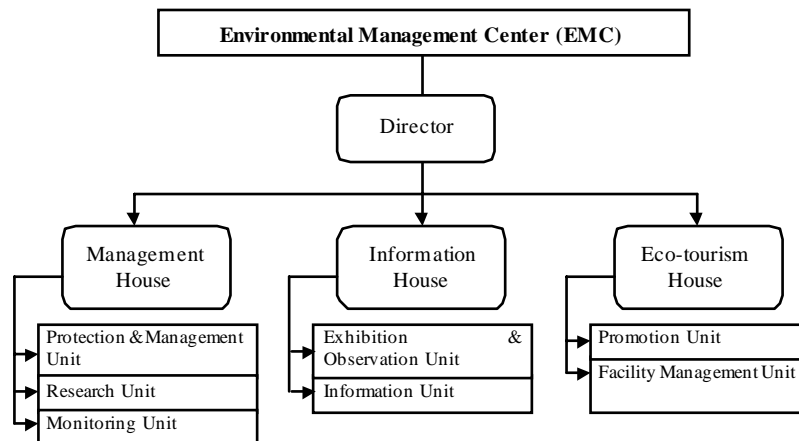 Environmental Management Center (EMC)
Director
Management
House
Information
House
Eco-tourism
House
Protection & Management
Unit
Research Unit
Monitoring Unit
Exhibition &
Observation Unit
Information Unit
Promotion Unit
Facility Management Unit